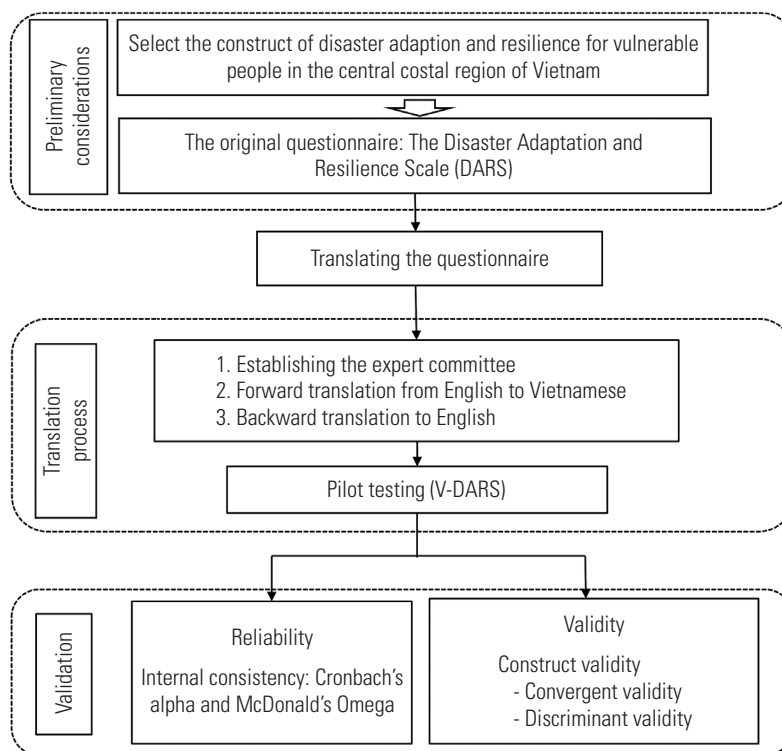 Preliminary
considerations
Select the construct of disaster adaption and resilience for vulnerable
people in the central costal region of Vietnam
The original questionnaire: The Disaster Adaptation and
Resilience Scale (DARS)
Translating the questionnaire
Translation
process
1. Establishing the expert committee
2. Forward translation from English to Vietnamese
3. Backward translation to English
Pilot testing (V-DARS)
Validation
Reliability
Internal consistency: Cronbach’s
alpha and McDonald’s Omega
Validity
Construct validity
- Convergent validity
- Discriminant validity